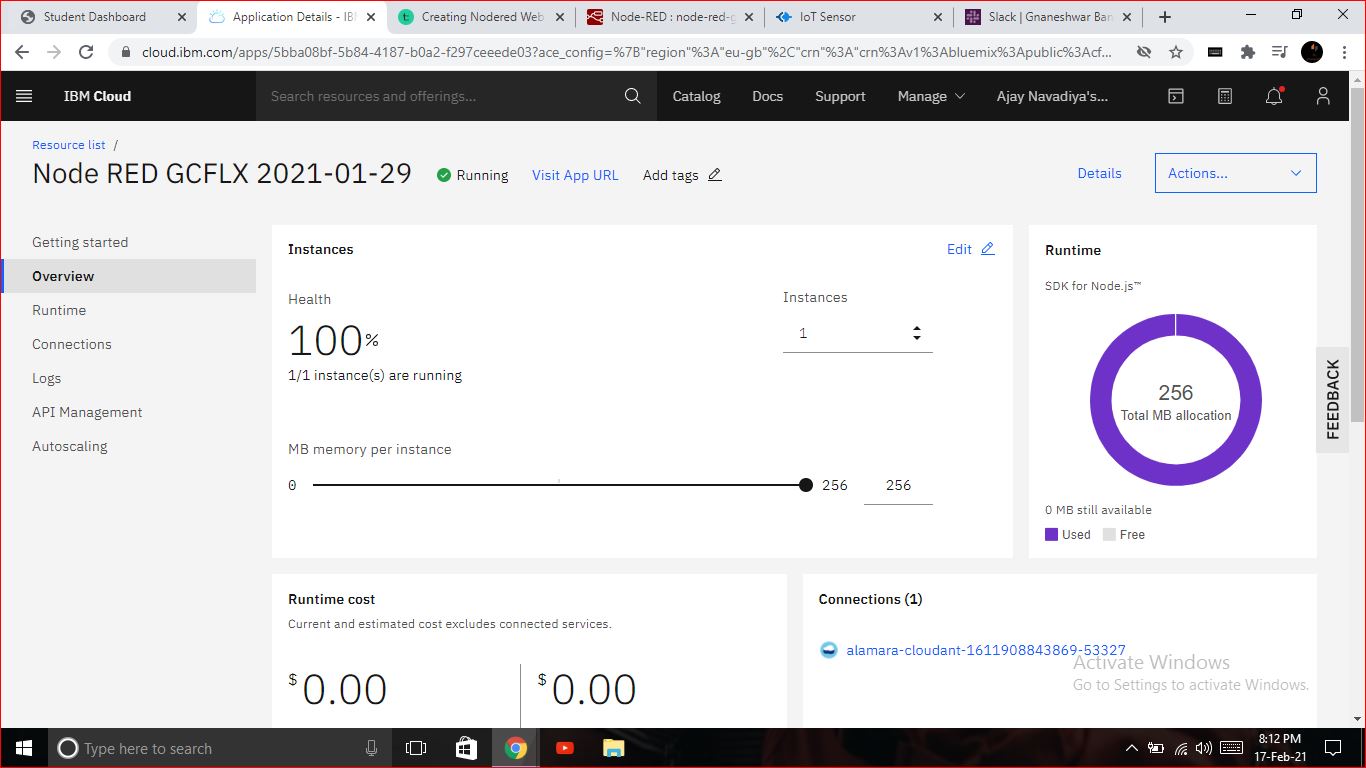 Student Dashboard
Application Details - IBM
Creating Nodered Web
Node-RED : node-red-g
IoT Sensor
Slack | Gnaneshwar Ban
cloud.ibm.com/apps/5bba08bf-5b84-4187-b0a2-f297ceeede03?ace_config=%7B"region"%3A"eu-gb"%2C"crn"%3A"crn%3Av1%3Abluemix%3Apublic%3Acf...
IBM Cloud
Search resources and offerings...
Catalog
Docs
Support
Manage
Ajay Navadiya's...
Resource list /
Node RED GCFLX 2021-01-29
Running
Visit App URL
Add tags
Details
Actions...
Getting started
Overview
Runtime
Connections
Logs
API Management
Autoscaling
Instances
Edit
Health
100%
1/1 instance(s) are running
Instances
1
MB memory per instance
0
256
256
Runtime
SDK for Node.js™
256
Total MB allocation
0 MB still available
Used
Free
FEEDBACK
Runtime cost
Current and estimated cost excludes connected services.
$0.00
$0.00
Connections (1)
alamara-cloudant-1611908843869-53327
Activate Windows
Go to Settings to activate Windows.
Type here to search
8:12 PM
17-Feb-21